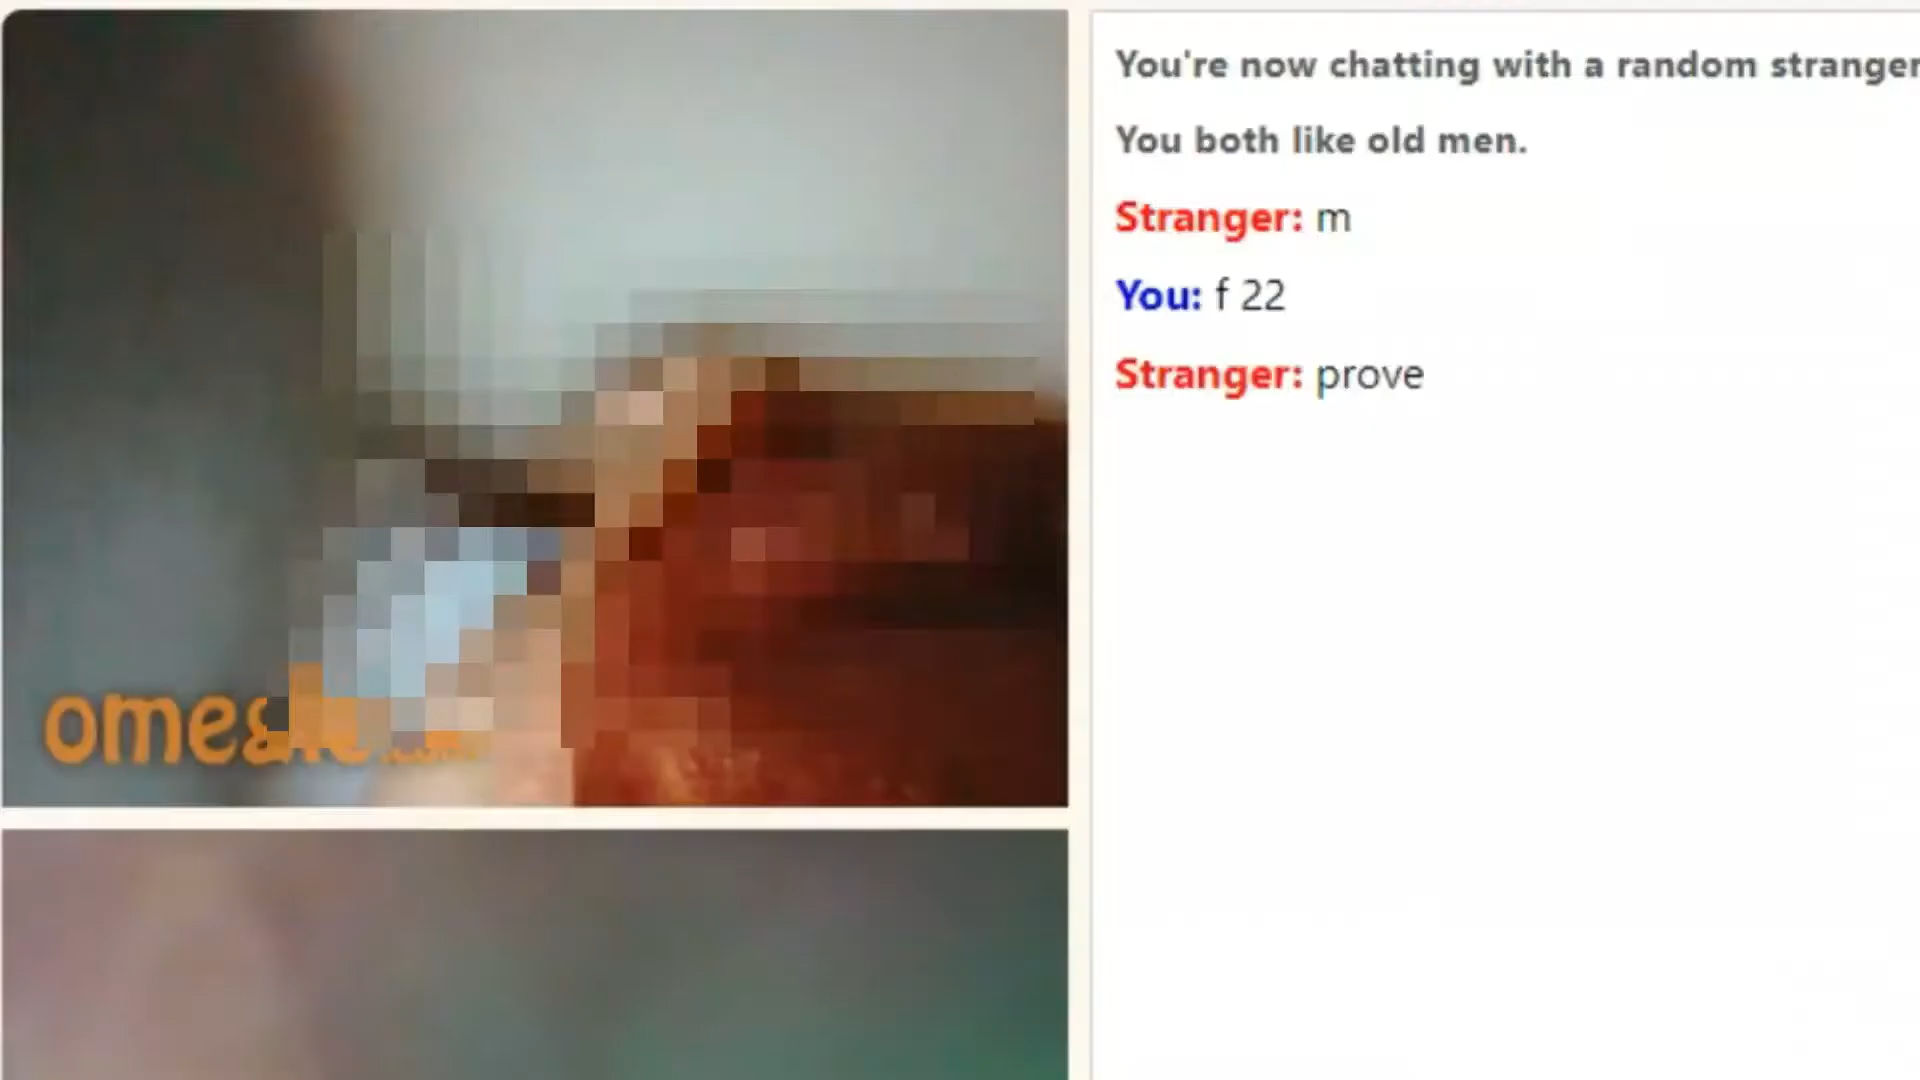 You're now chatting with a random stranger
You both like old men.
Stranger: m
You: f 22
Stranger: prove